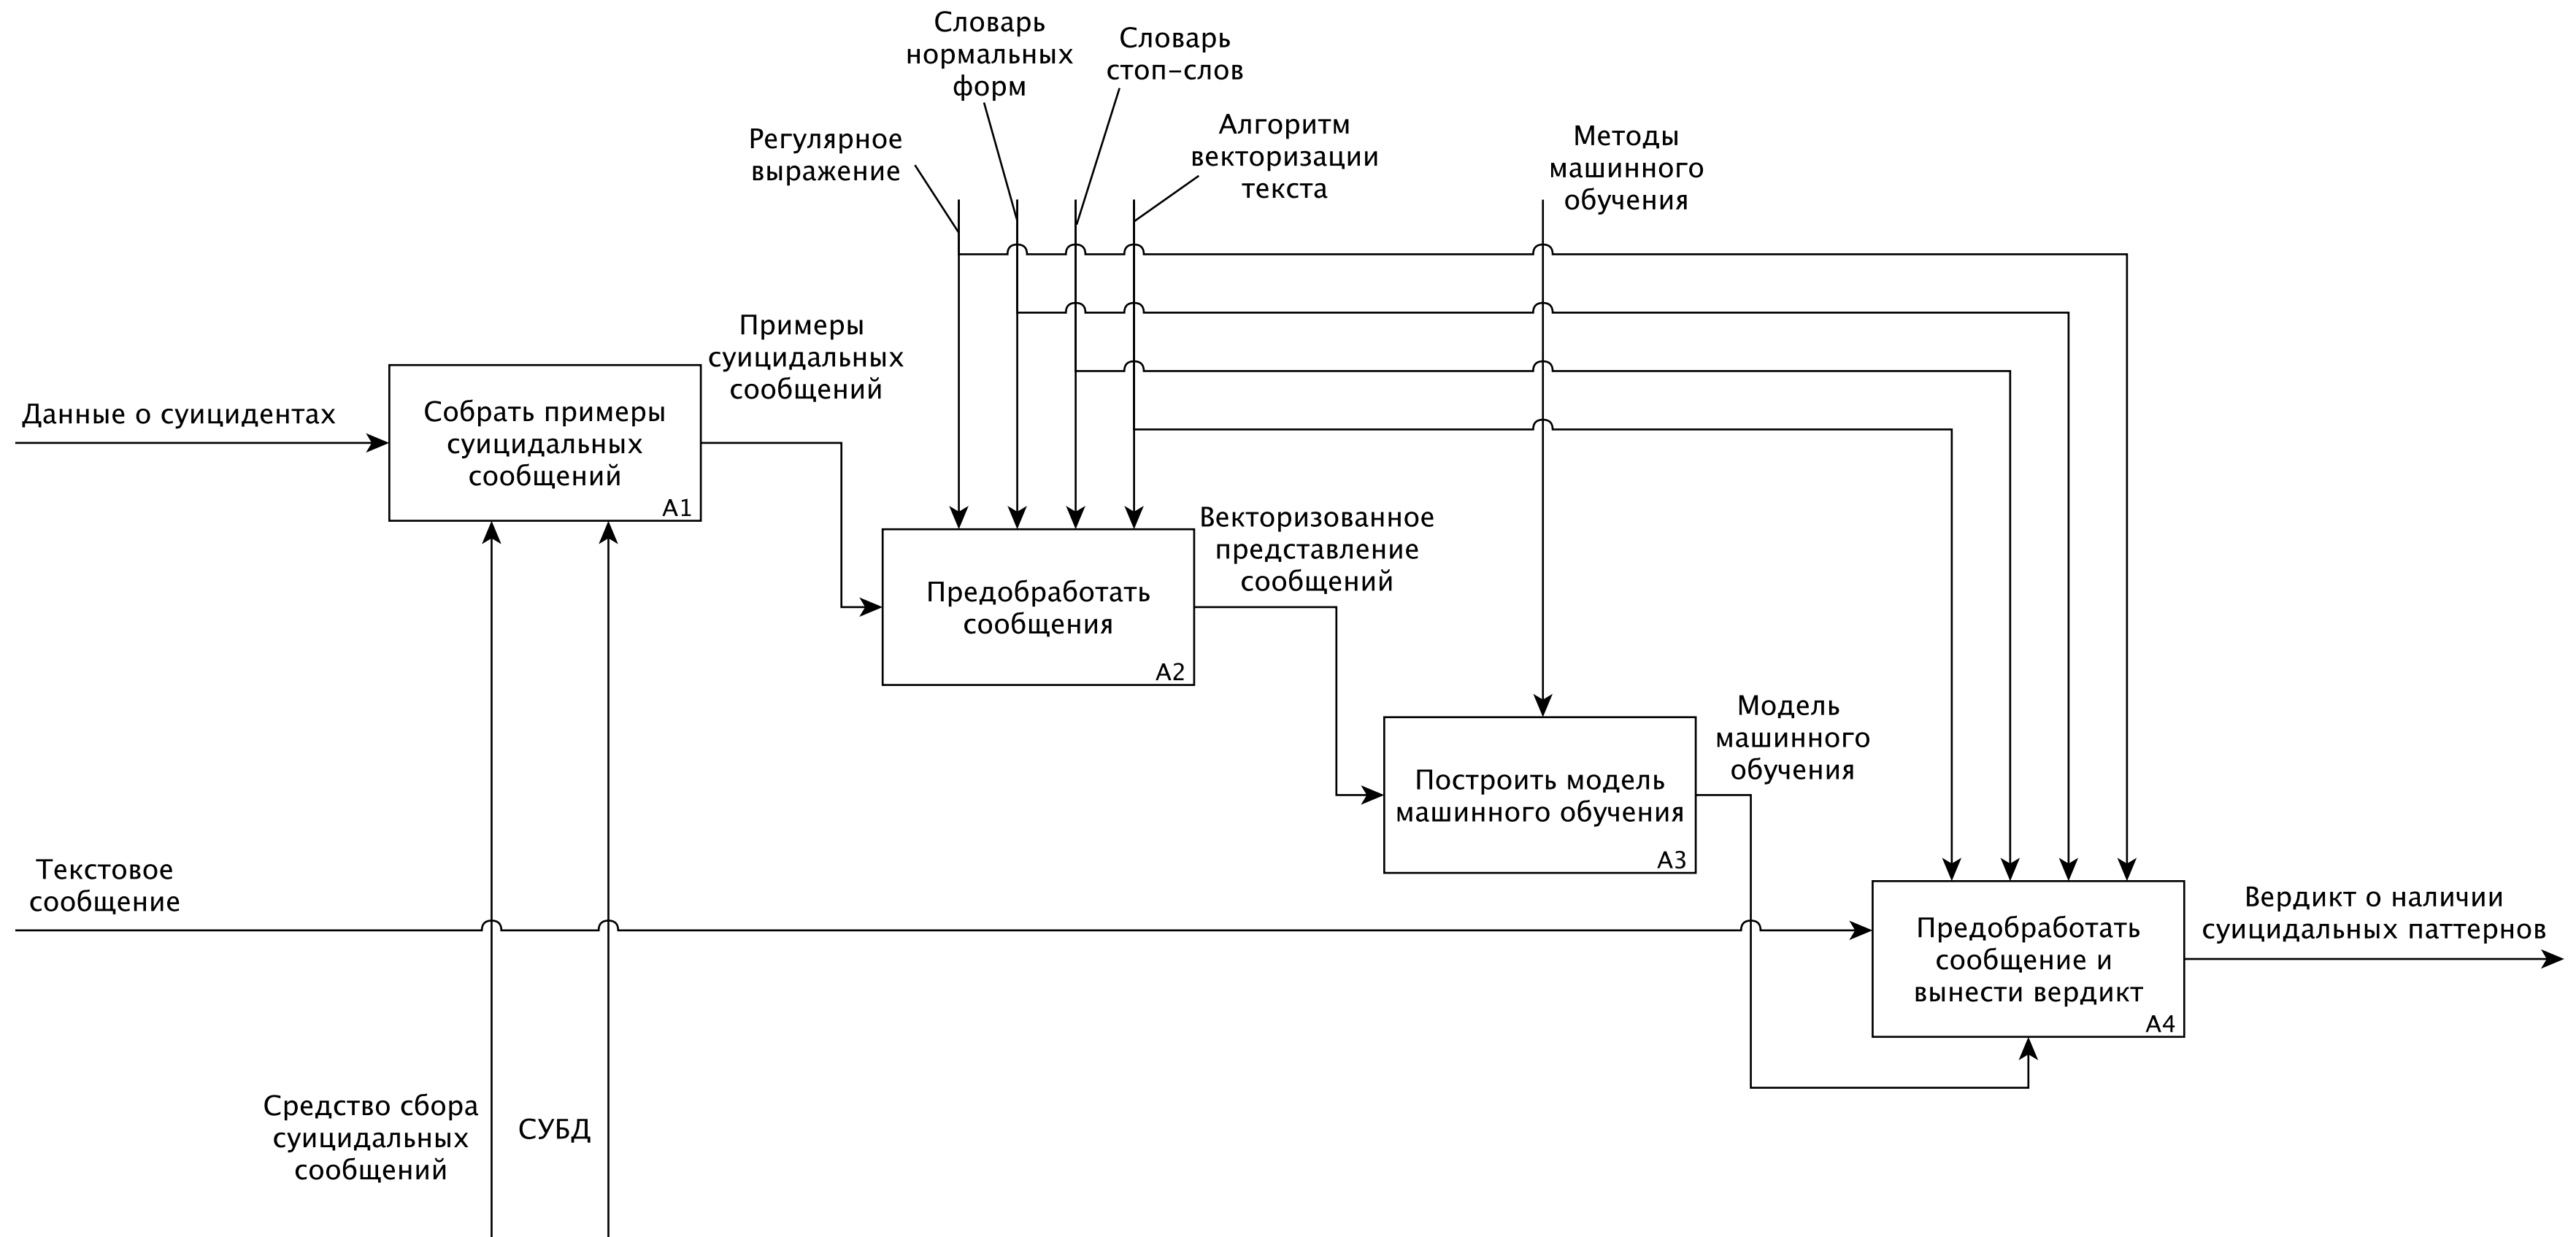 Словарь
нормальных
форм
Словарь
стоп-слов
Регулярное
выражение
Алгоритм
векторизации
текста
Методы
машинного
обучения
Примеры
суицидальных
сообщений
Данные о суицидентах
Собрать примеры
суицидальных
сообщений
A1
Векторизованное
представление
сообщений
Предобработать
сообщения
A2
Модель
машинного
обучения
Построить модель
машинного обучения
A3
Текстовое
сообщение
Предобработать
сообщение и
вынести вердикт
A4
Вердикт о наличии
суицидальных паттернов
Средство сбора
суицидальных
сообщений
СУБД